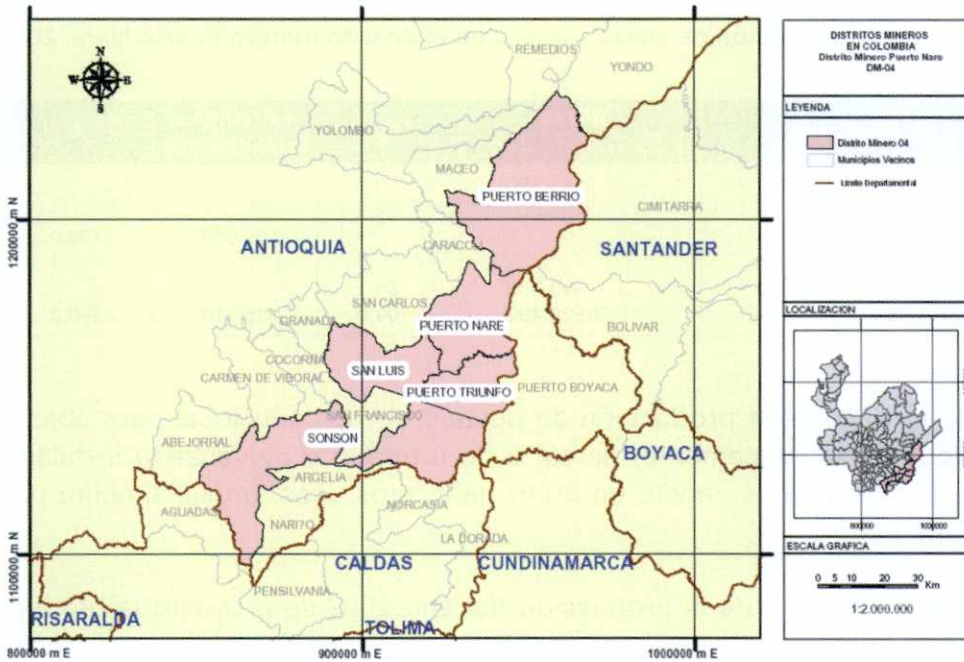 N
W E
S
REMEDIOS
YONDO
YOLOMBO
MACEO
PUERTO BERRIO
CIMITARRA
ANTIOQUIA
SANTANDER
CARACOLI
SAN CARLOS
GRANADA
PUERTO NARE
BOLIVAR
COCORNA
SAN LUIS
CARMEN DE VIBORAL
PUERTO TRIUNFO
PUERTO BOYACA
SAN FRANCISCO
ABEJORRAL
SONSON
BOYACA
ARGELIA
AGUADAS
NORCASIA
NARI?O
LA DORADA
CALDAS
CUNDINAMARCA
PENSILVANIA
RISARALDA
TOLIMA
1200000 m N
1100000 m N
800000 m E
900000 m E
1000000 m E
DISTRITOS MINEROS
EN COLOMBIA
Distrito Minero Puerto Nare
DM-04
LEYENDA
Distrito Minero 04
Municipios Vecinos
Limite Departamental
LOCALIZACION
800000 1000000
ESCALA GRAFICA
0 5 10 20 30
Km
1:2.000.000